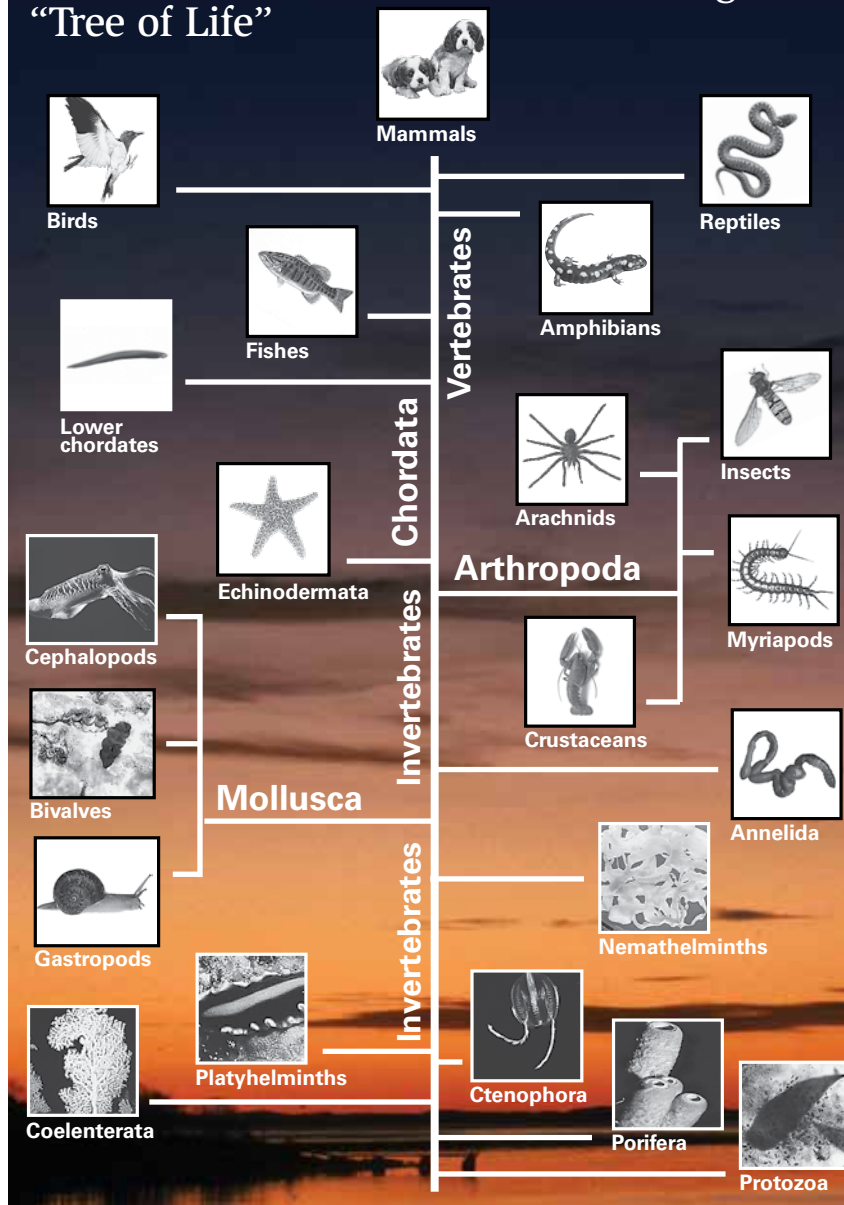 “Tree of Life”
Mammals
Birds
Reptiles
Vertebrates
Amphibians
Fishes
Lower
chordates
Chordata
Insects
Arachnids
Echinodermata
Arthropoda
Myriapods
Cephalopods
Invertebrates
Crustaceans
Bivalves
Mollusca
Annelida
Invertebrates
Nemathelminths
Gastropods
Platyhelminths
Ctenophora
Coelenterata
Porifera
Protozoa